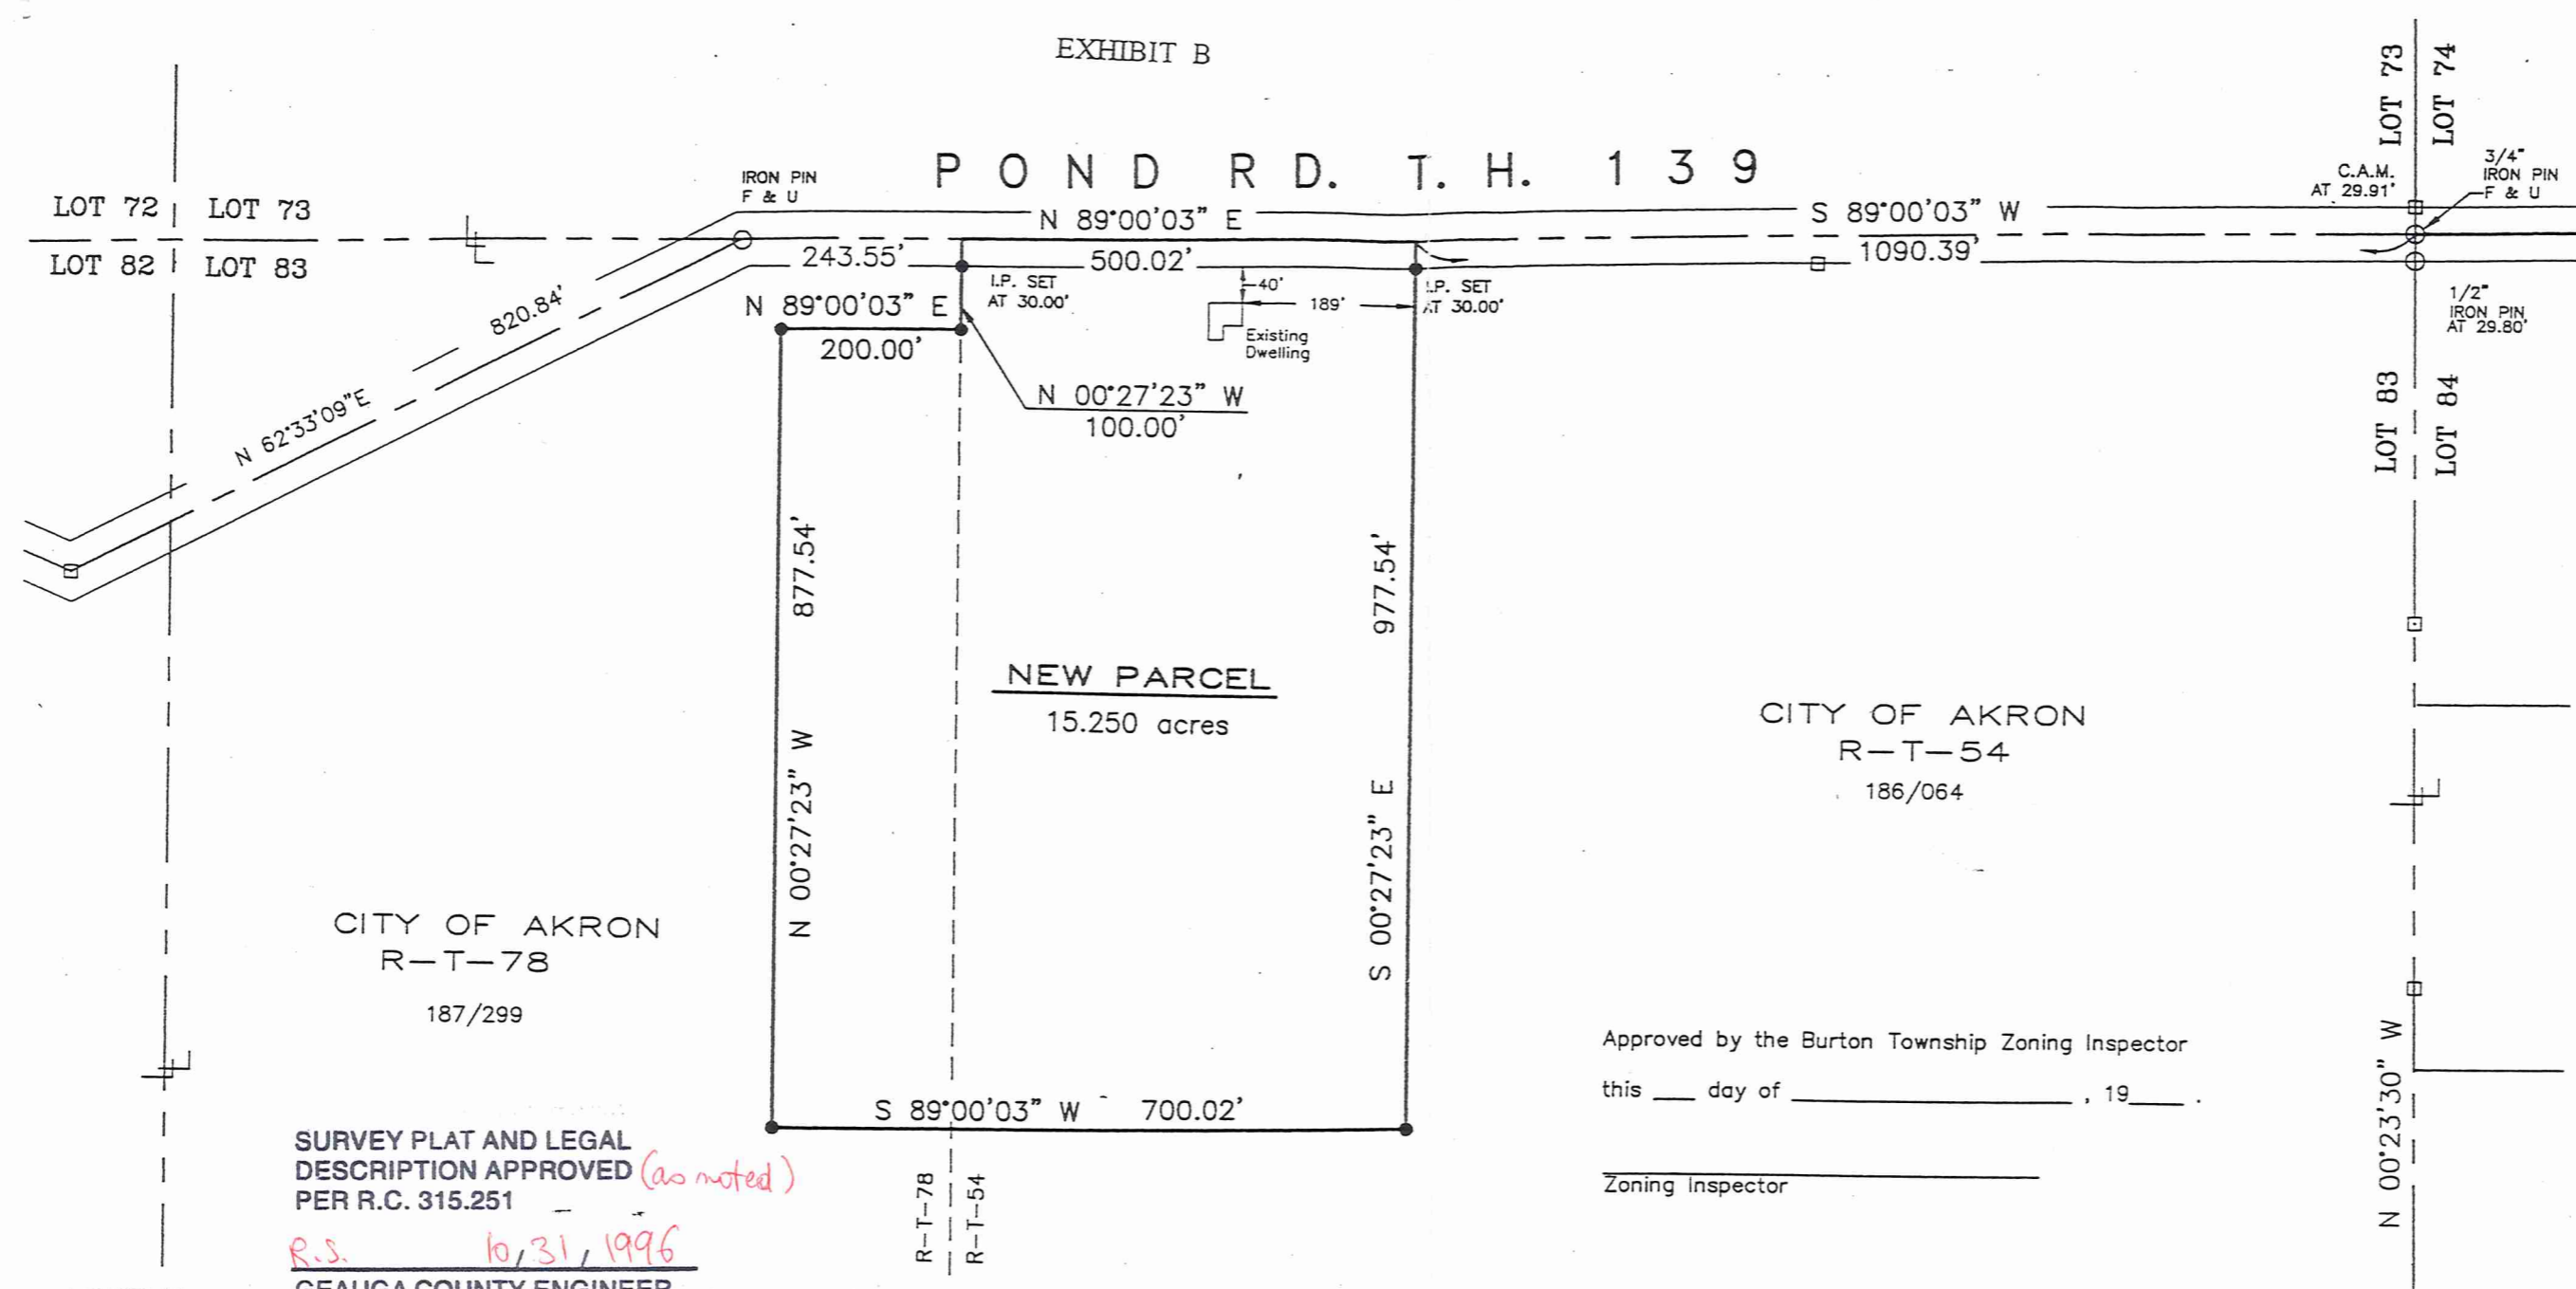 EXHIBIT B
LOT 73
LOT 74
POND RD. T. H. 139
IRON PIN
F & U
C.A.M.
AT 29.91'
3/4"
IRON PIN
F & U
LOT 72
LOT 73
N 89°00'03" E
S 89°00'03" W
LOT 82
LOT 83
243.55'
500.02'
1090.39'
I.P. SET
AT 30.00'
40'
189'
I.P. SET
AT 30.00'
1/2"
IRON PIN
AT 29.80'
N 89°00'03" E
200.00'
Existing
Dwelling
820.84'
N 62°33'09"E
N 00°27'23" W
100.00'
LOT 83
LOT 84
877.54'
977.54'
NEW PARCEL
15.250 acres
CITY OF AKRON
R-T-54
186/064
N 00°27'23" W
S 00°27'23" E
CITY OF AKRON
R-T-78
187/299
Approved by the Burton Township Zoning Inspector
this ___ day of ______________, 19___.
Zoning Inspector
N 00°23'30" W
S 89°00'03" W 700.02'
R-T-78
R-T-54
SURVEY PLAT AND LEGAL
DESCRIPTION APPROVED (as noted)
PER R.C. 315.251
R.S. 10/31/1996
GEAUGA COUNTY ENGINEER